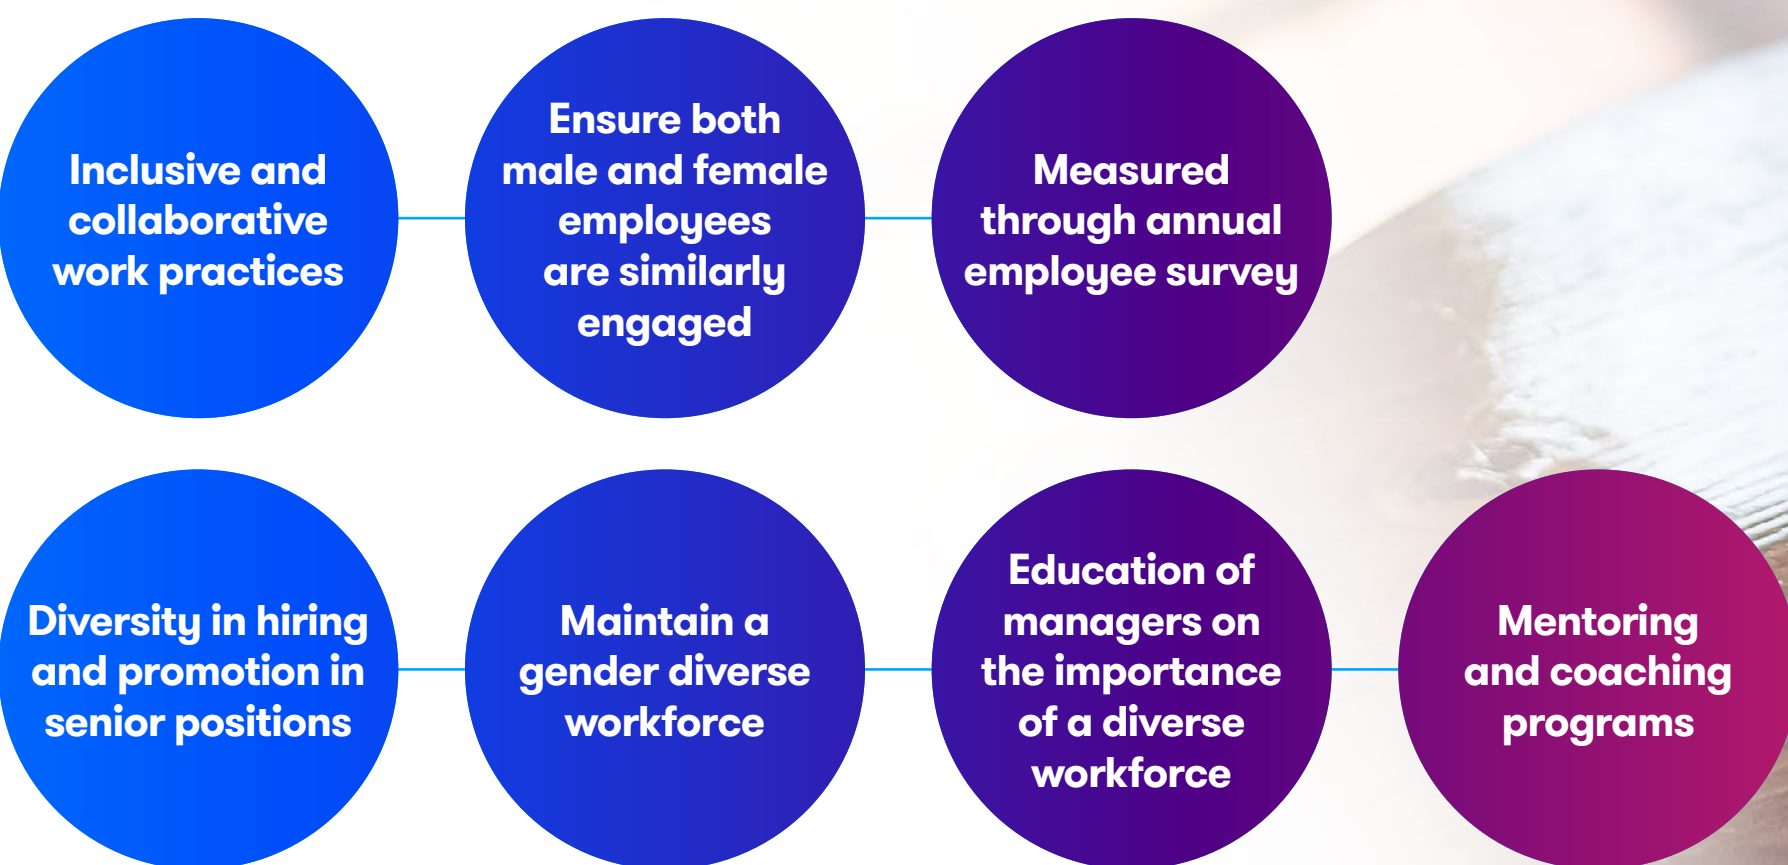 Inclusive and
collaborative
work practices
Ensure both
male and female
employees
are similarly
engaged
Measured
through annual
employee survey
Diversity in hiring
and promotion in
senior positions
Maintain a
gender diverse
workforce
Education of
managers on
the importance
of a diverse
workforce
Mentoring
and coaching
programs